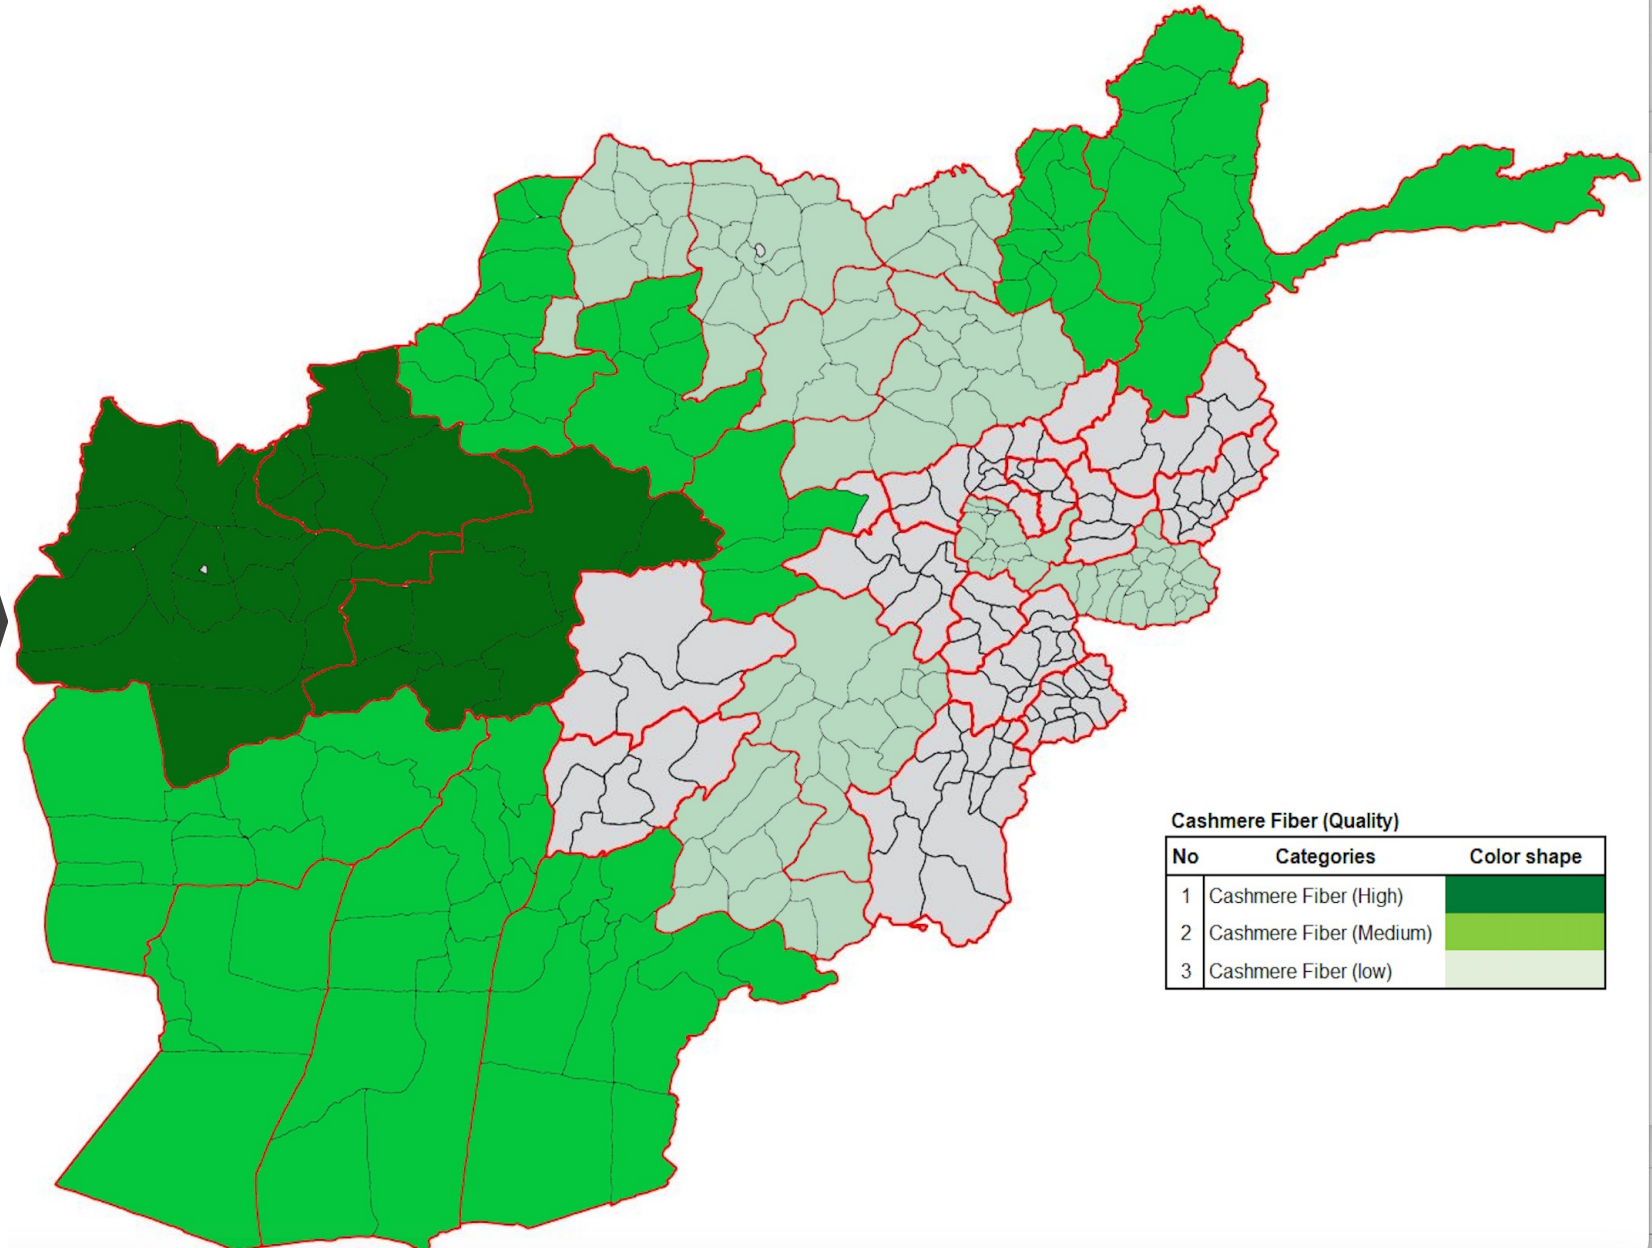 Cashmere Fiber (Quality)
No Categories Color shape
1 Cashmere Fiber (High)
2 Cashmere Fiber (Medium)
3 Cashmere Fiber (low)